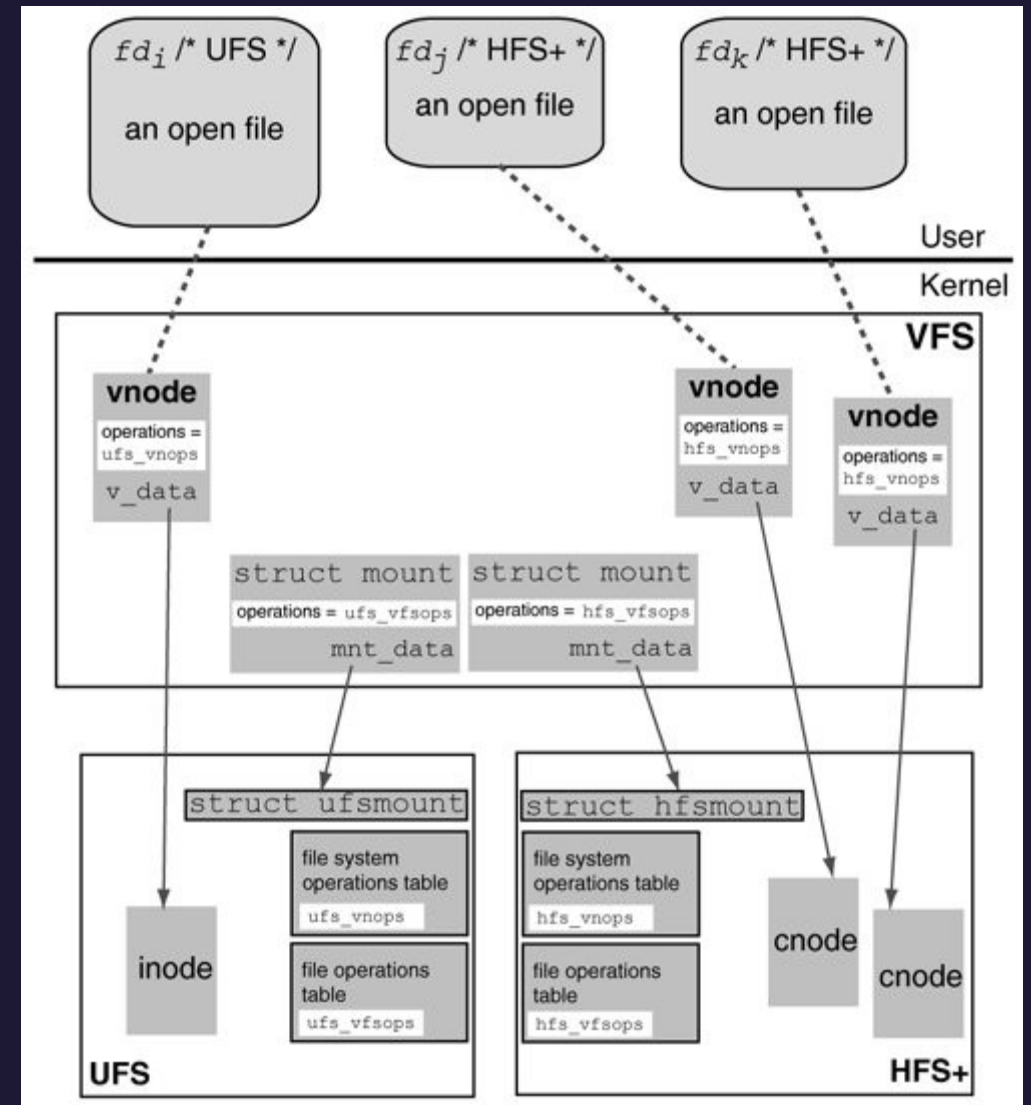 fd_i /* UFS */
an open file
fd_j /* HFS+ */
an open file
fd_k /* HFS+ */
an open file
User
Kernel
VFS
vnode
operations =
ufs_vnops
v_data
vnode
operations =
hfs_vnops
v_data
vnode
operations =
hfs_vnops
v_data
struct mount
operations = ufs_vfsops
mnt_data
struct mount
operations = hfs_vfsops
mnt_data
struct ufsmount
file system
operations table
ufs_vnops
file operations
table
ufs_vfsops
inode
UFS
struct hfsmount
file system
operations table
hfs_vnops
file operations
table
hfs_vfsops
cnode
cnode
HFS+